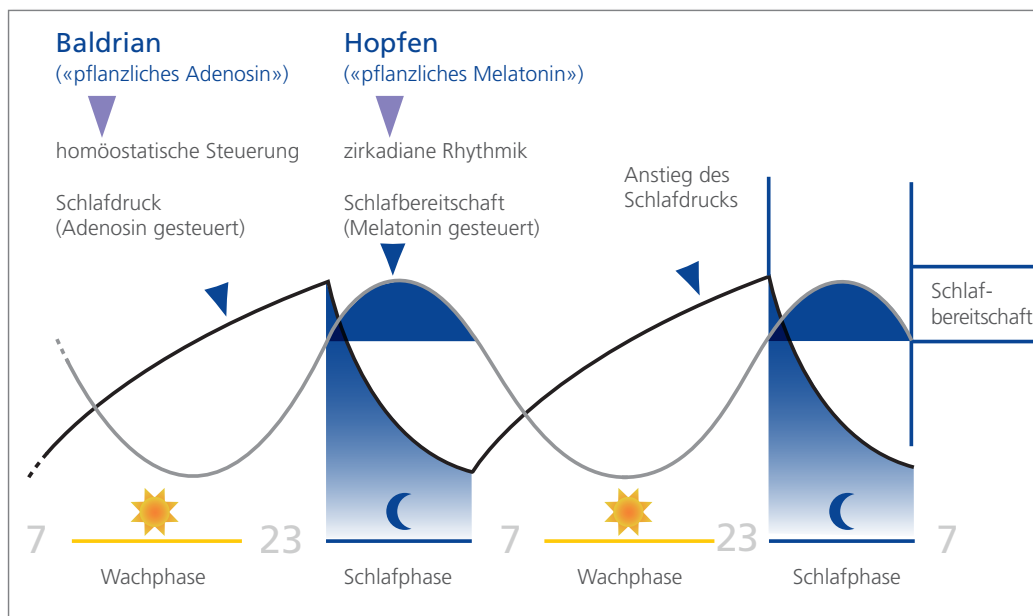 Baldrian
(«pflanzliches Adenosin»)
homöostatische Steuerung
Schlafdruck
(Adenosin gesteuert)
Hopfen
(«pflanzliches Melatonin»)
zirkadiane Rhythmik
Schlafbereitschaft
(Melatonin gesteuert)
Anstieg des
Schlafdrucks
Schlaf-
bereitschaft
7
23
7
23
7
Wachphase
Schlafphase
Wachphase
Schlafphase